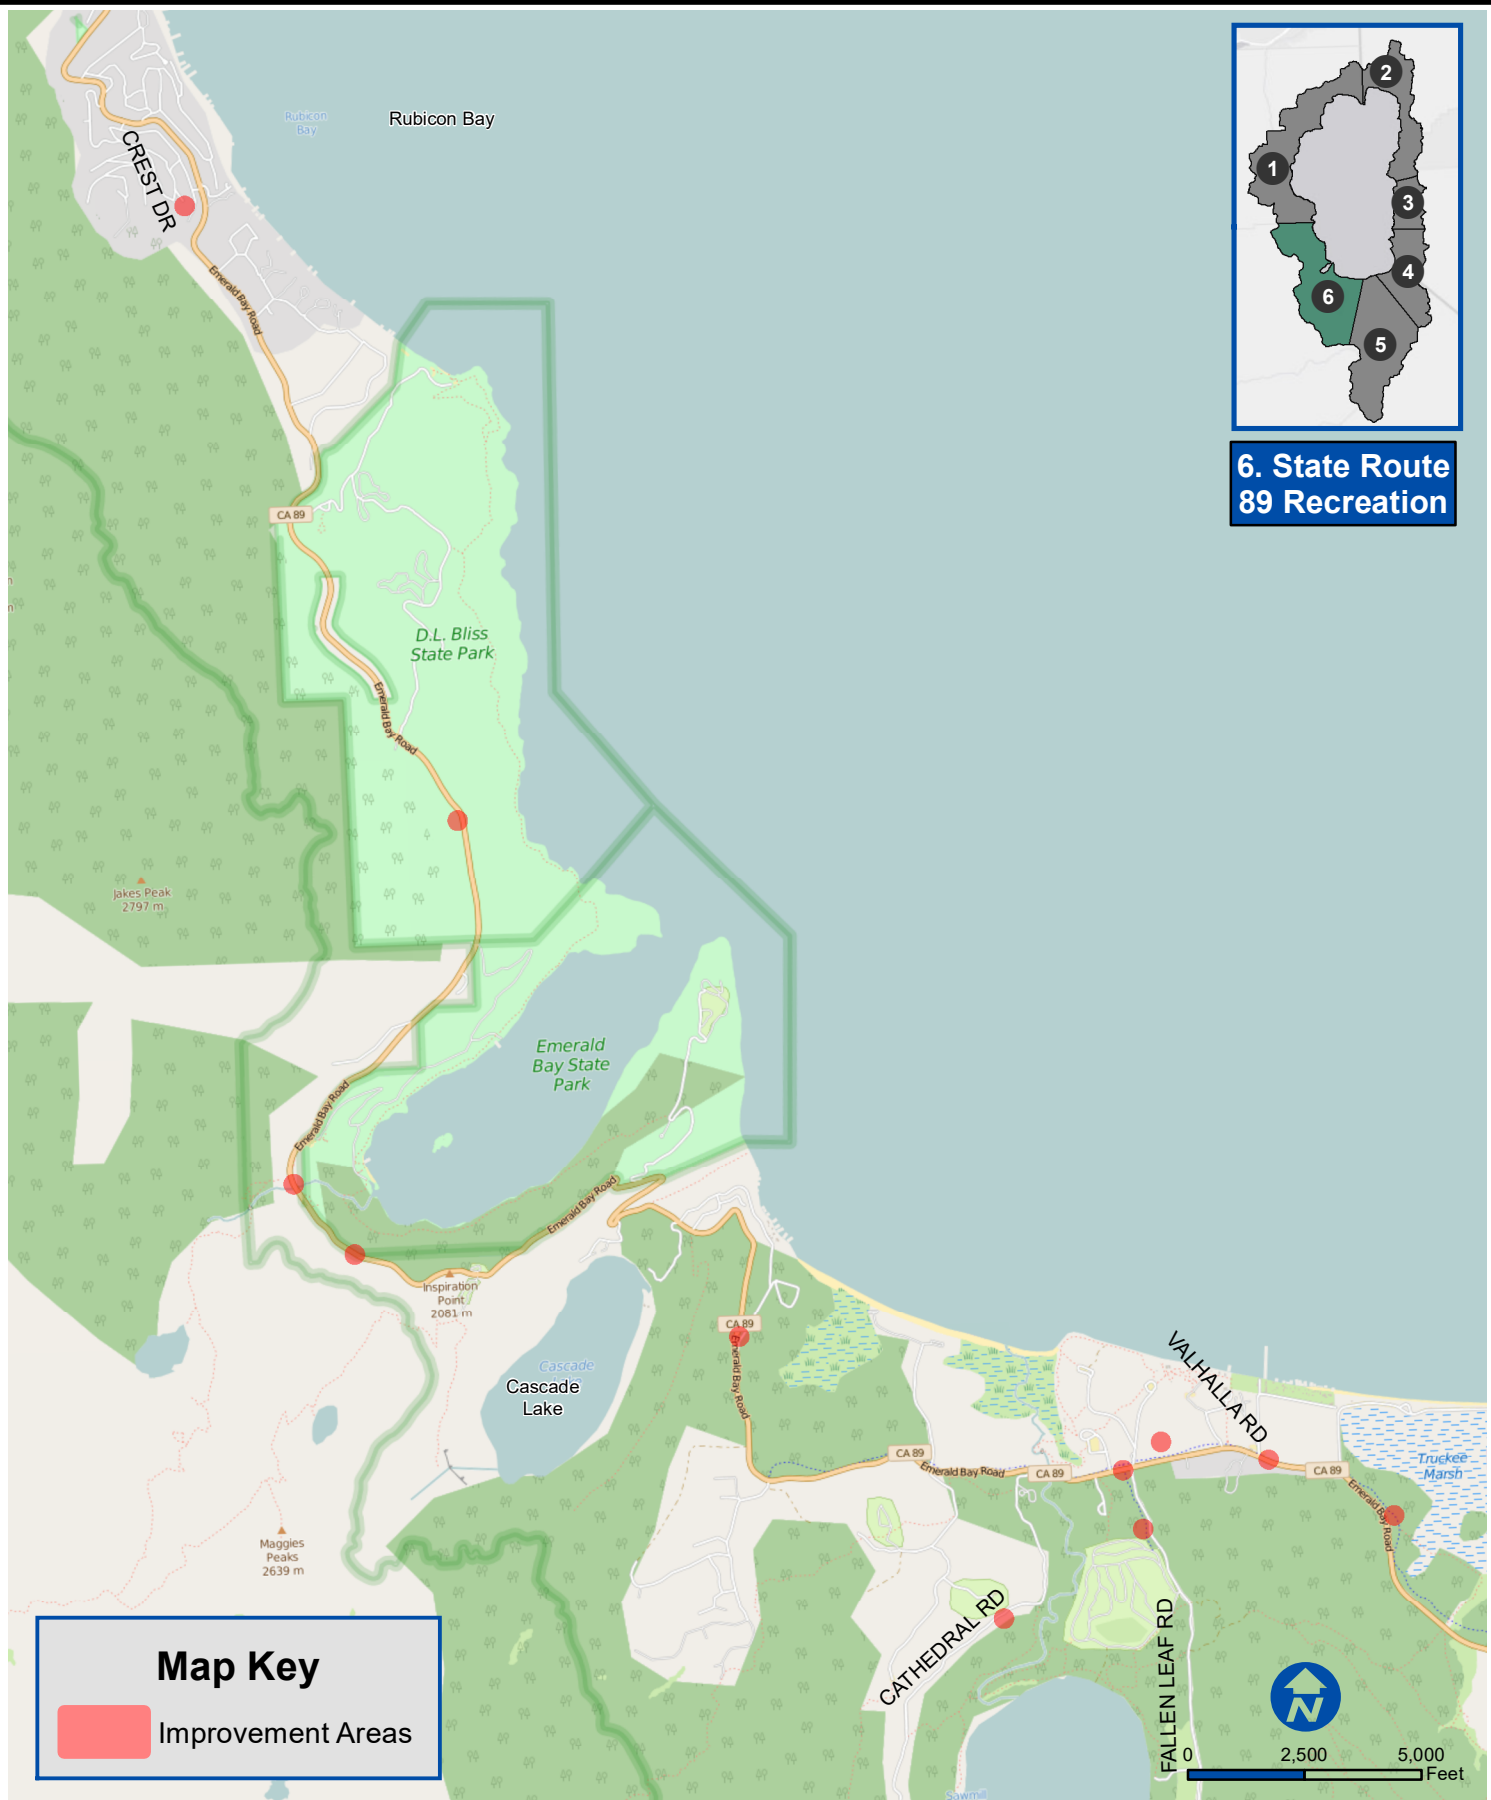 Rubicon
Bay
Rubicon Bay
CREST DR
Emerald Bay Road
2
1
3
4
6
5
6. State Route
89 Recreation
CA 89
D.L. Bliss
State Park
Emerald Bay Road
Jakes Peak
2797 m
Emerald
Bay State
Park
Emerald Bay Road
Emerald Bay Road
Inspiration
Point
2081 m
CA 89
Emerald Bay Road
Cascade
Cascade
Lake
VALHALLA RD
CA 89
Emerald Bay Road
CA 89
CA 89
Truckee
Marsh
Emerald Bay Road
Maggies
Peaks
2639 m
CATHEDRAL RD
FALLEN LEAF RD
Map Key
Improvement Areas
N
0 2,500 5,000
Feet
Sawmill